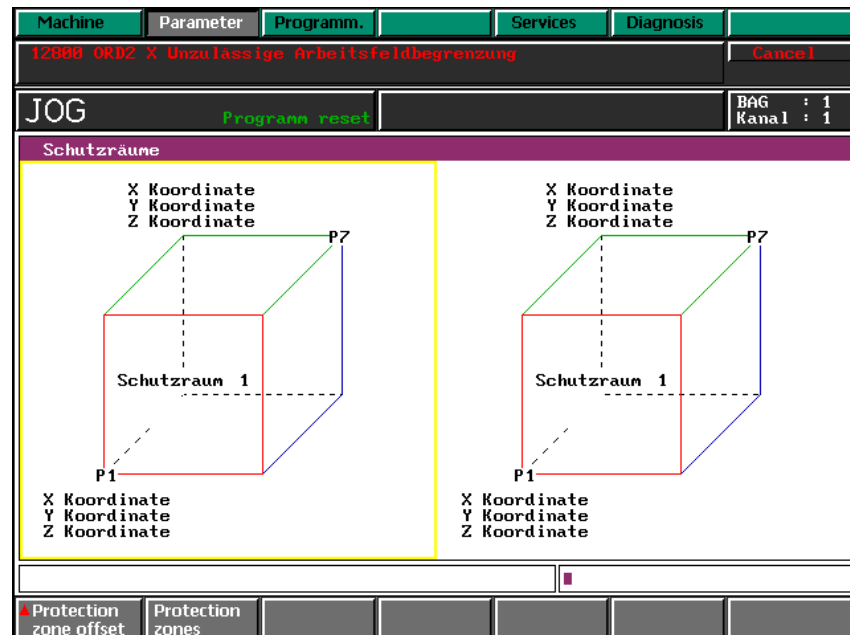 Machine Parameter Programm. Services Diagnosis
12800 ORD2 X Unzulässige Arbeitsfeldbegrenzung Cancel
JOG Programm reset
BAG : 1
Kanal : 1
Schutzräume
X Koordinate
Y Koordinate
Z Koordinate
P7
Schutzraum 1
P1
X Koordinate
Y Koordinate
Z Koordinate
X Koordinate
Y Koordinate
Z Koordinate
P7
Schutzraum 1
P1
X Koordinate
Y Koordinate
Z Koordinate
Protection
zone offset
Protection
zones